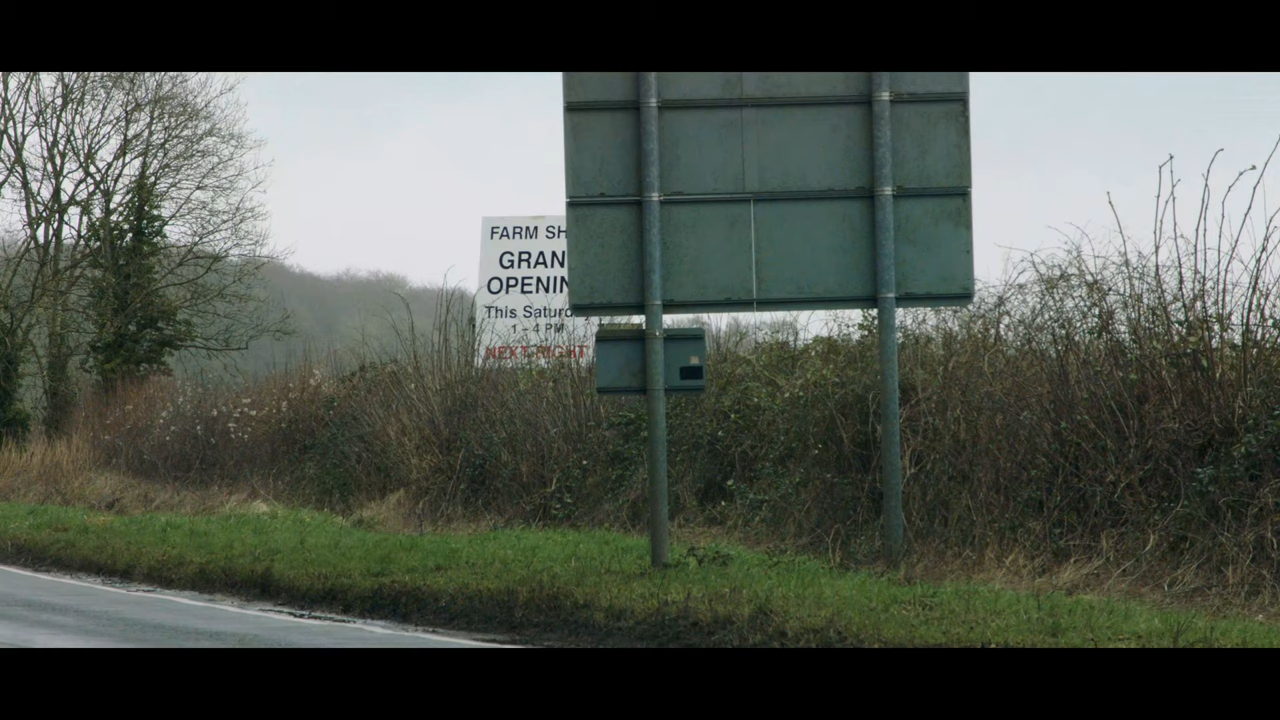 FARM SH
GRAN
OPENIN
This Saturd
1 - 4 PM
NEXT RIGHT